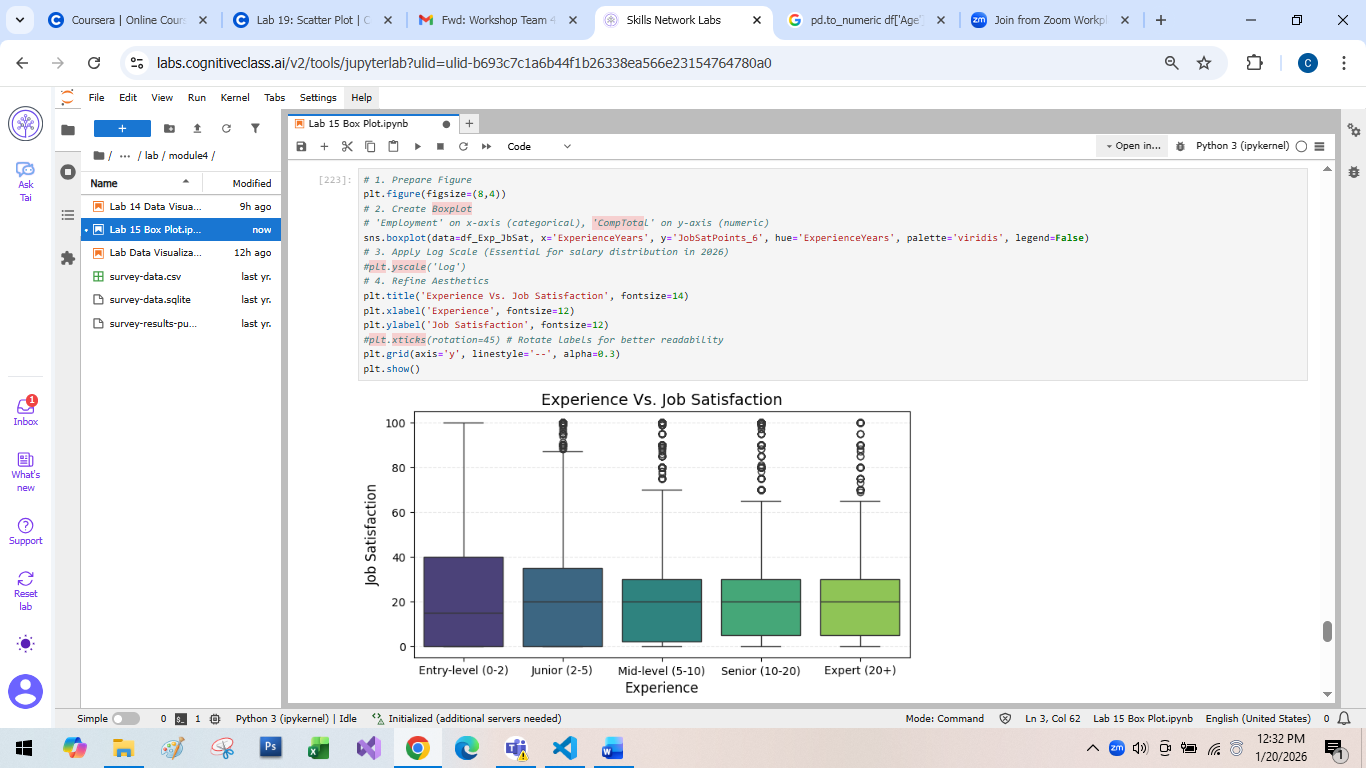 Coursera | Online Cours
Lab 19: Scatter Plot | C
Fwd: Workshop Team 4
Skills Network Labs
pd.to_numeric df['Age'
Join from Zoom Workpl
labs.cognitiveclass.ai/v2/tools/jupyterlab?ulid=ulid-b693c7c1a6b44f1b26338ea566e23154764780a0
C
File Edit View Run Kernel Tabs Settings Help
Ask
Tai
Inbox
1
What's
new
Support
Reset
lab
/ ... / lab / module4 /
Name Modified
Lab 14 Data Visua... 9h ago
Lab 15 Box Plot.ip... now
Lab Data Visualiza... 12h ago
survey-data.csv last yr.
survey-data.sqlite last yr.
survey-results-pu... last yr.
Lab 15 Box Plot.ipynb
Code
Open in...
Python 3 (ipykernel)
[223]:
# 1. Prepare Figure
plt.figure(figsize=(8,4))
# 2. Create Boxplot
# 'Employment' on x-axis (categorical), 'CompTotal' on y-axis (numeric)
sns.boxplot(data=df_Exp_JbSat, x='ExperienceYears', y='JobSatPoints_6', hue='ExperienceYears', palette='viridis', legend=False)
# 3. Apply Log Scale (Essential for salary distribution in 2026)
#plt.yscale('log')
# 4. Refine Aesthetics
plt.title('Experience Vs. Job Satisfaction', fontsize=14)
plt.xlabel('Experience', fontsize=12)
plt.ylabel('Job Satisfaction', fontsize=12)
#plt.xticks(rotation=45) # Rotate labels for better readability
plt.grid(axis='y', linestyle='--', alpha=0.3)
plt.show()
Experience Vs. Job Satisfaction
Job Satisfaction
100
80
60
40
20
0
Entry-level (0-2) Junior (2-5) Mid-level (5-10) Senior (10-20) Expert (20+)
Experience
Simple 0 1 Python 3 (ipykernel) | Idle Initialized (additional servers needed) Mode: Command Ln 3, Col 62 Lab 15 Box Plot.ipynb English (United States) 0
Ps
zm
12:32 PM
1/20/2026
1